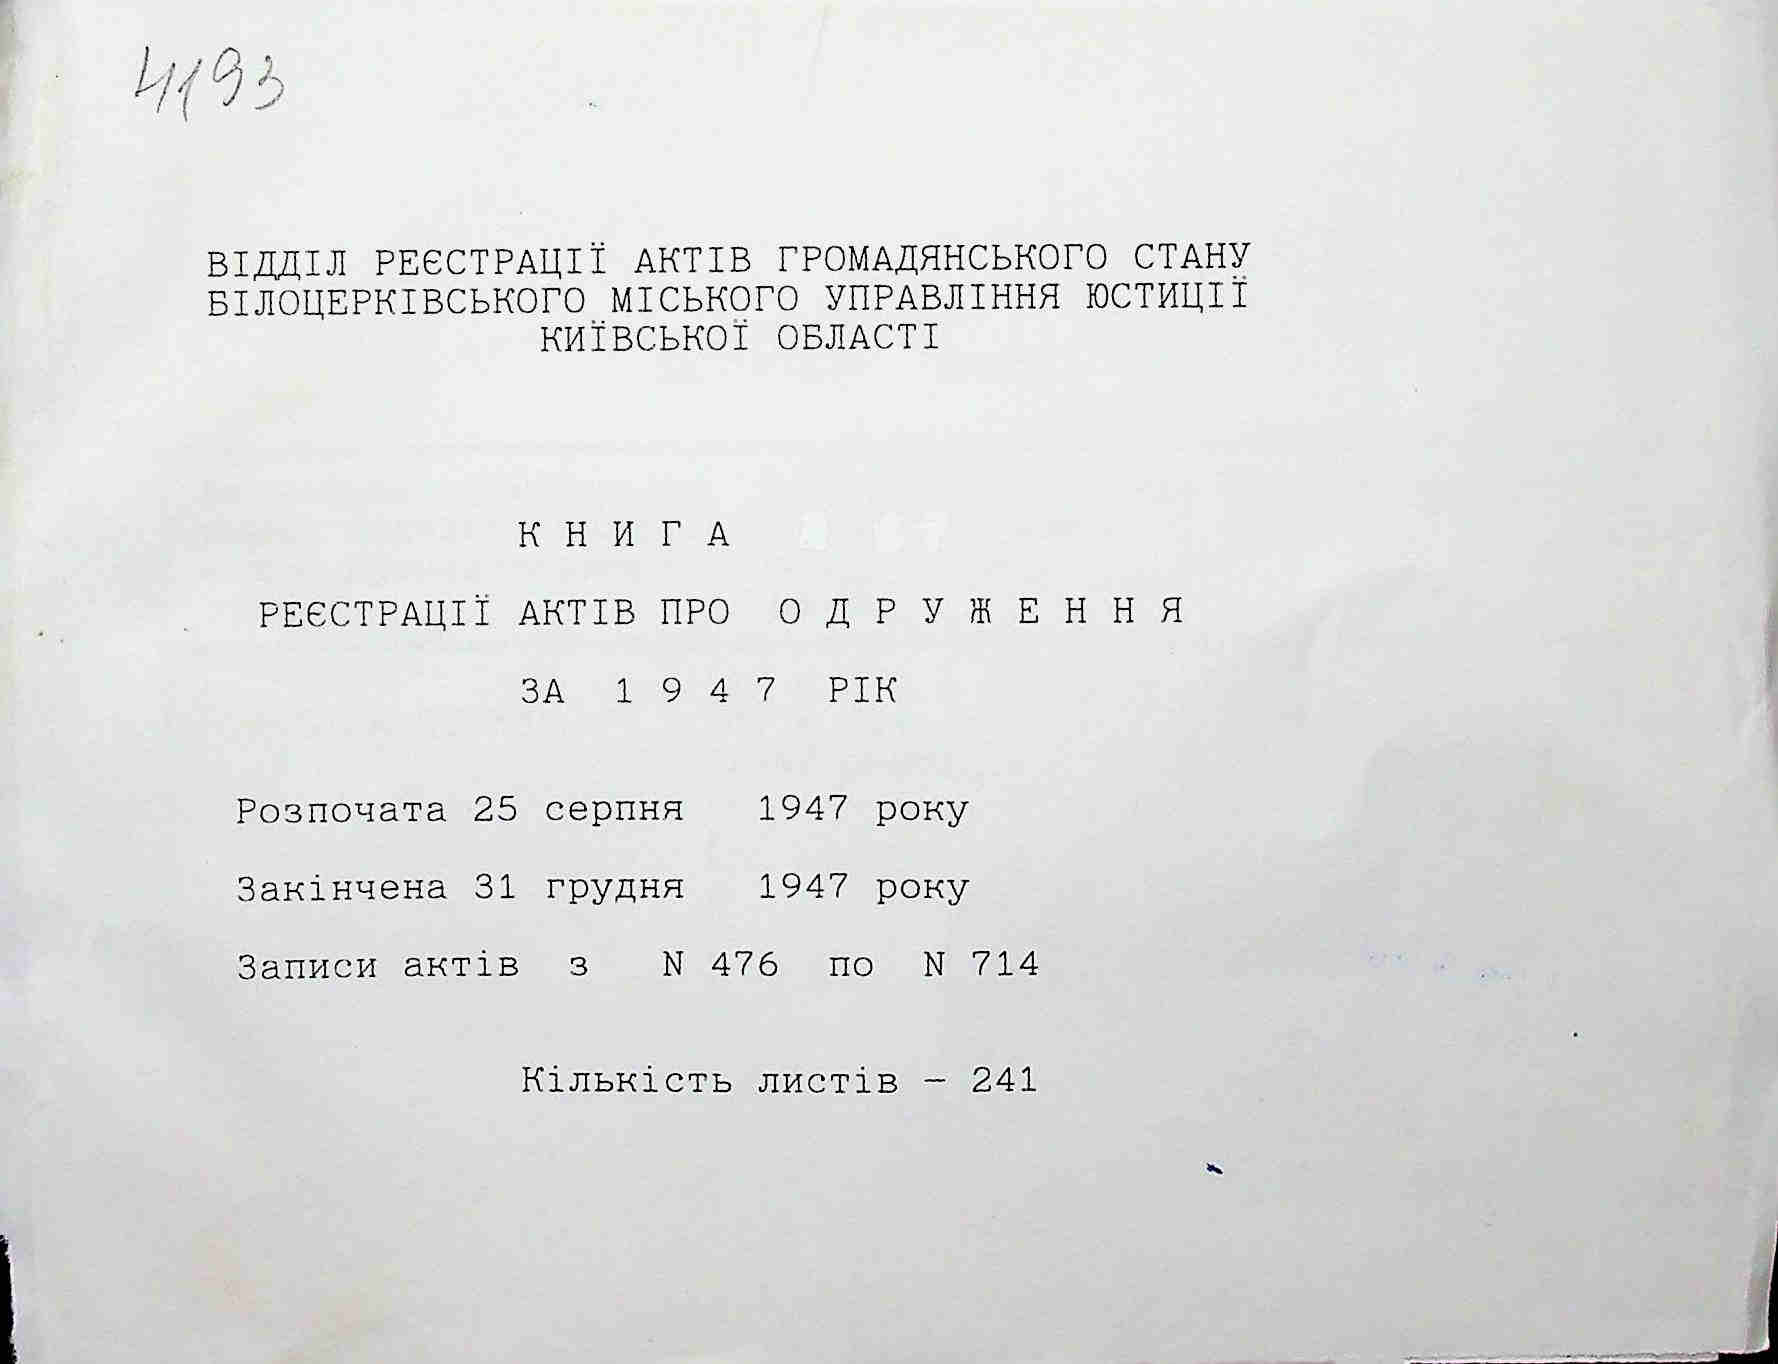 4193
ВІДДІЛ РЕЄСТРАЦІЇ АКТІВ ГРОМАДЯНСЬКОГО СТАНУ
БІЛОЦЕРКІВСЬКОГО МІСЬКОГО УПРАВЛІННЯ ЮСТИЦІЇ
КИЇВСЬКОЇ ОБЛАСТІ
К Н И Г А
РЕЄСТРАЦІЇ АКТІВ ПРО О Д Р У Ж Е Н Н Я
ЗА 1 9 4 7 РІК
Розпочата 25 серпня 1947 року
Закінчена 31 грудня 1947 року
Записи актів з N 476 по N 714
Кількість листів - 241